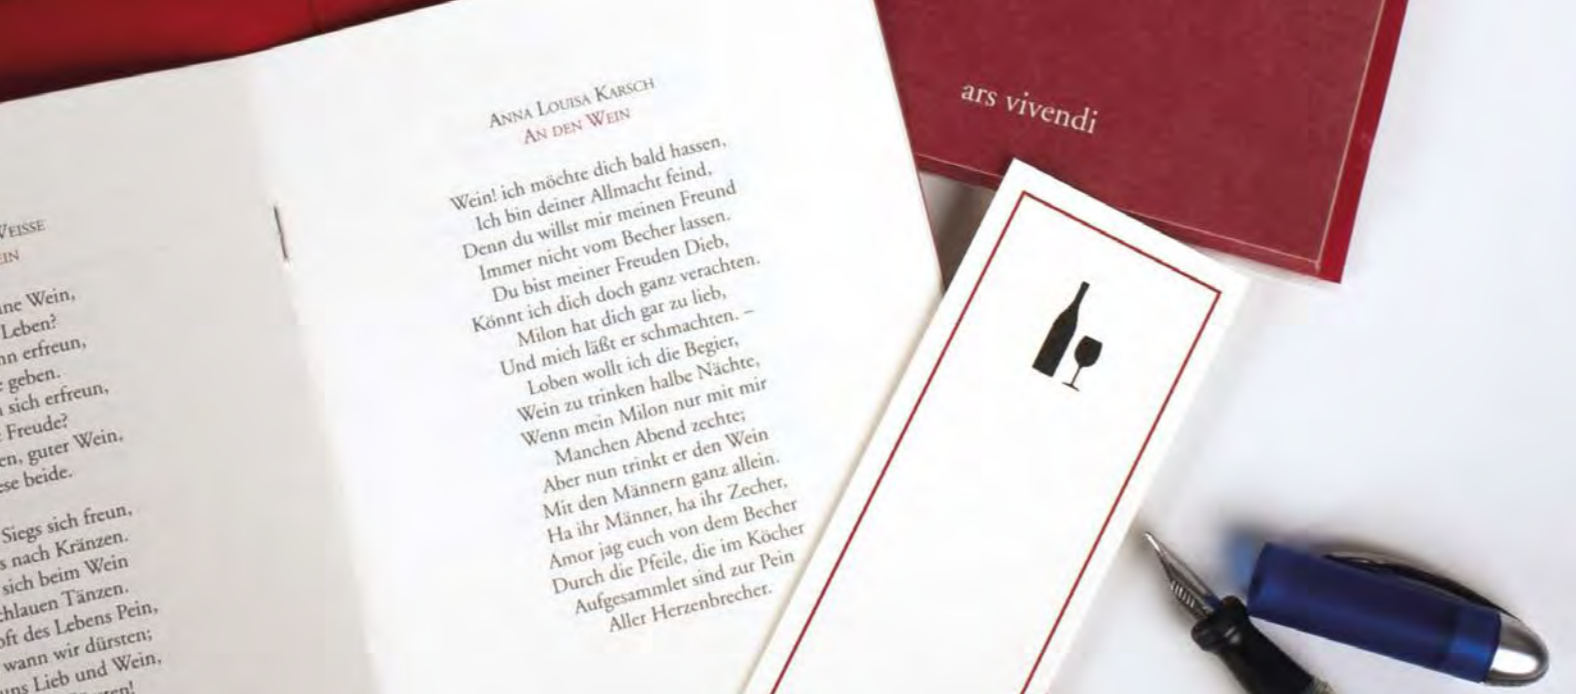 WEISSE
EIN
ne Wein,
Leben?
nn erfreun,
geben.
sich erfreun,
Freude?
en, guter Wein,
ese beide.
Siegs sich freun,
s nach Kränzen.
sich beim Wein
chlauen Tänzen.
oft des Lebens Pein,
wann wir dürsten;
uns Lieb und Wein,
ANNA LOUISA KARSCH
AN DEN WEIN
Wein! ich möchte dich bald hassen,
Ich bin deiner Allmacht feind,
Denn du willst mir meinen Freund
Immer nicht vom Becher lassen.
Du bist meiner Freuden Dieb,
Könnt ich dich doch ganz verachten.
Milon hat dich gar zu lieb,
Und mich läßt er schmachten. –
Loben wollt ich die Begier,
Wein zu trinken halbe Nächte,
Wenn mein Milon nur mit mir
Manchen Abend zechte;
Aber nun trinkt er den Wein
Mit den Männern ganz allein.
Ha ihr Männer, ha ihr Zecher,
Amor jag euch von dem Becher
Durch die Pfeile, die im Köcher
Aufgesammlet sind zur Pein
Aller Herzenbrecher.
ars vivendi